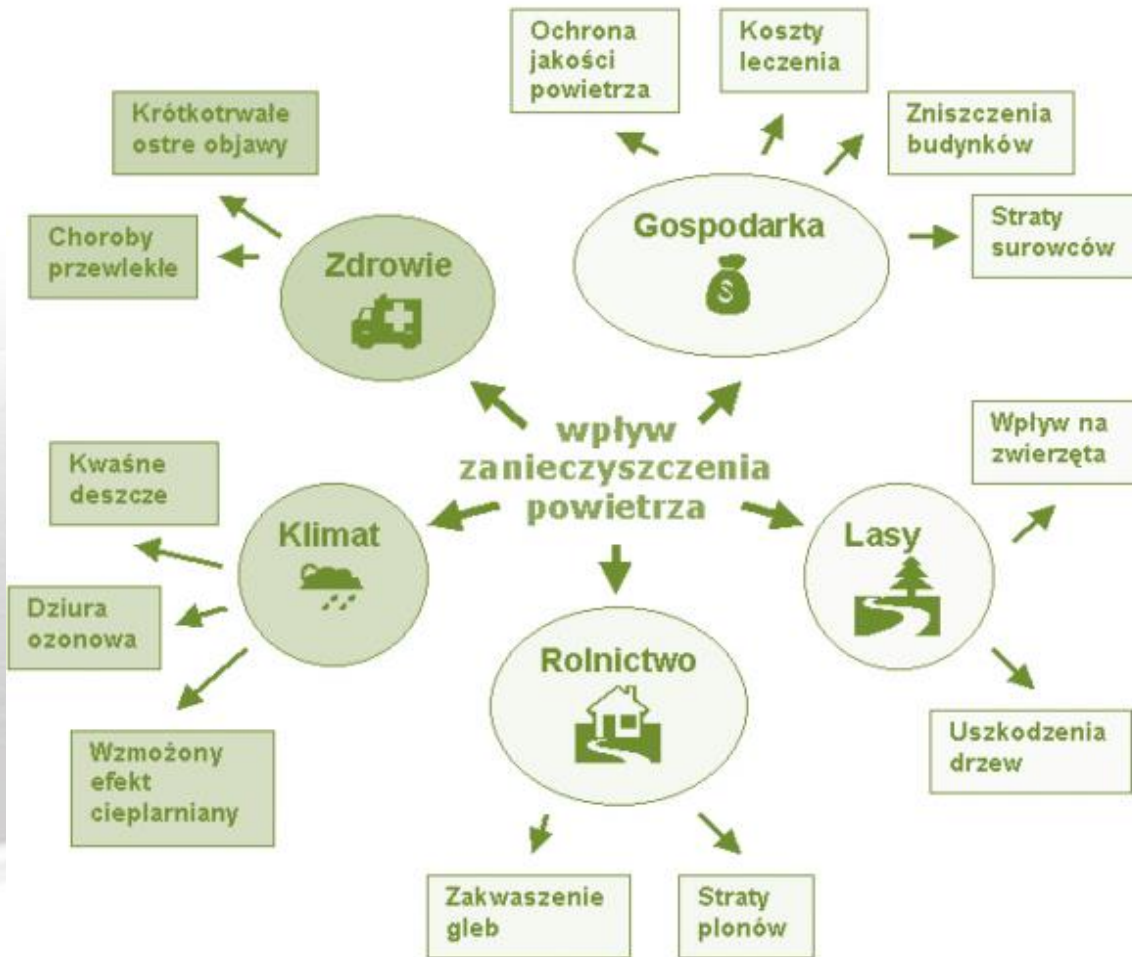 Ochrona
jakości
powietrza
Koszty
leczenia
Krótkotrwałe
ostre objawy
Zniszczenia
budynków
Choroby
przewlekłe
Zdrowie
Gospodarka
$
Straty
surowców
wpływ
zanieczyszczenia
powietrza
Wpływ na
zwierzęta
Kwaśne
deszcze
Klimat
Lasy
Dziura
ozonowa
Rolnictwo
Wzmożony
efekt
cieplarniany
Uszkodzenia
drzew
Zakwaszenie
gleb
Straty
plonów